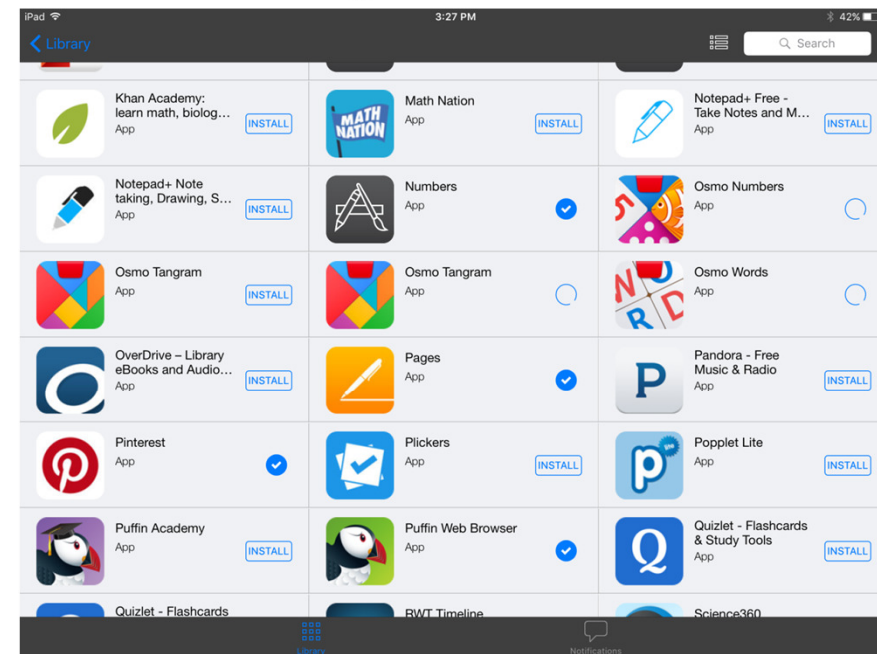 iPad 3:27 PM 42%
Library Search
Khan Academy:
learn math, biolog...
App
INSTALL
MATH
NATION
Math Nation
App
INSTALL
Notepad+ Free -
Take Notes and M...
App
INSTALL
Notepad+ Note
taking, Drawing, S...
App
INSTALL
Numbers
App
Osmo Numbers
App
Osmo Tangram
App
INSTALL
Osmo Tangram
App
N O
R D
Osmo Words
App
OverDrive – Library
eBooks and Audio...
App
INSTALL
Pages
App
P
Pandora - Free
Music & Radio
App
INSTALL
Pinterest
App
Plickers
App
INSTALL
p
lite
Popplet Lite
App
INSTALL
Puffin Academy
App
INSTALL
Puffin Web Browser
App
Q
Quizlet - Flashcards
& Study Tools
App
INSTALL
Quizlet - Flashcards
RWT Timeline
Science360
Library Notifications